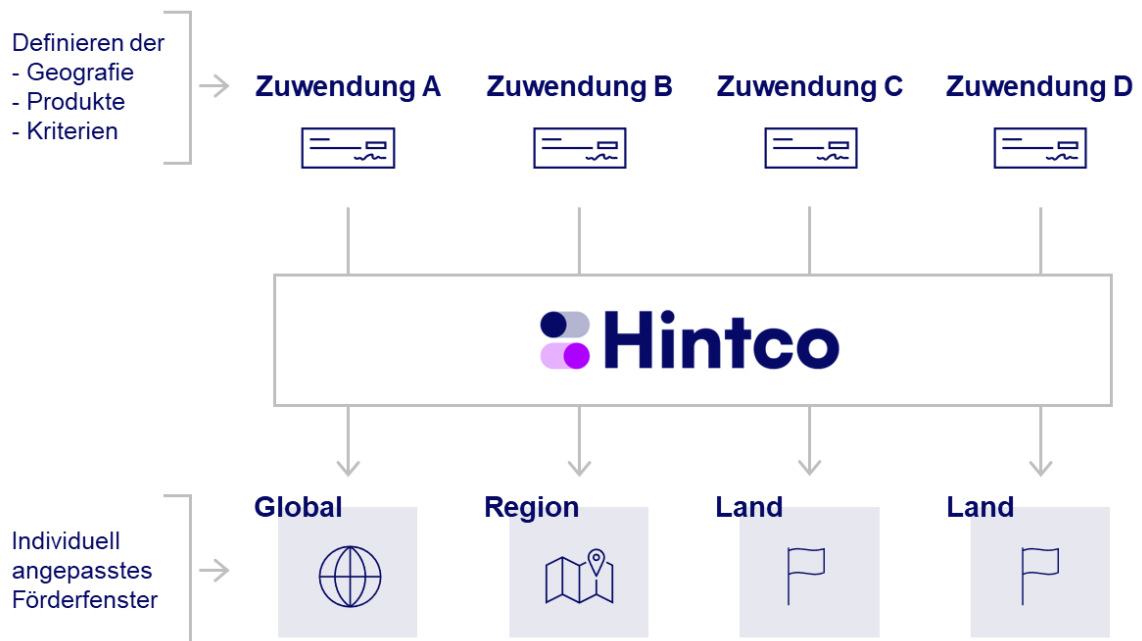 Definieren der
- Geografie
- Produkte
- Kriterien
Zuwendung A
Zuwendung B
Zuwendung C
Zuwendung D
Hintco
Global
Region
Land
Land
Individuell
angepasstes
Förderfenster